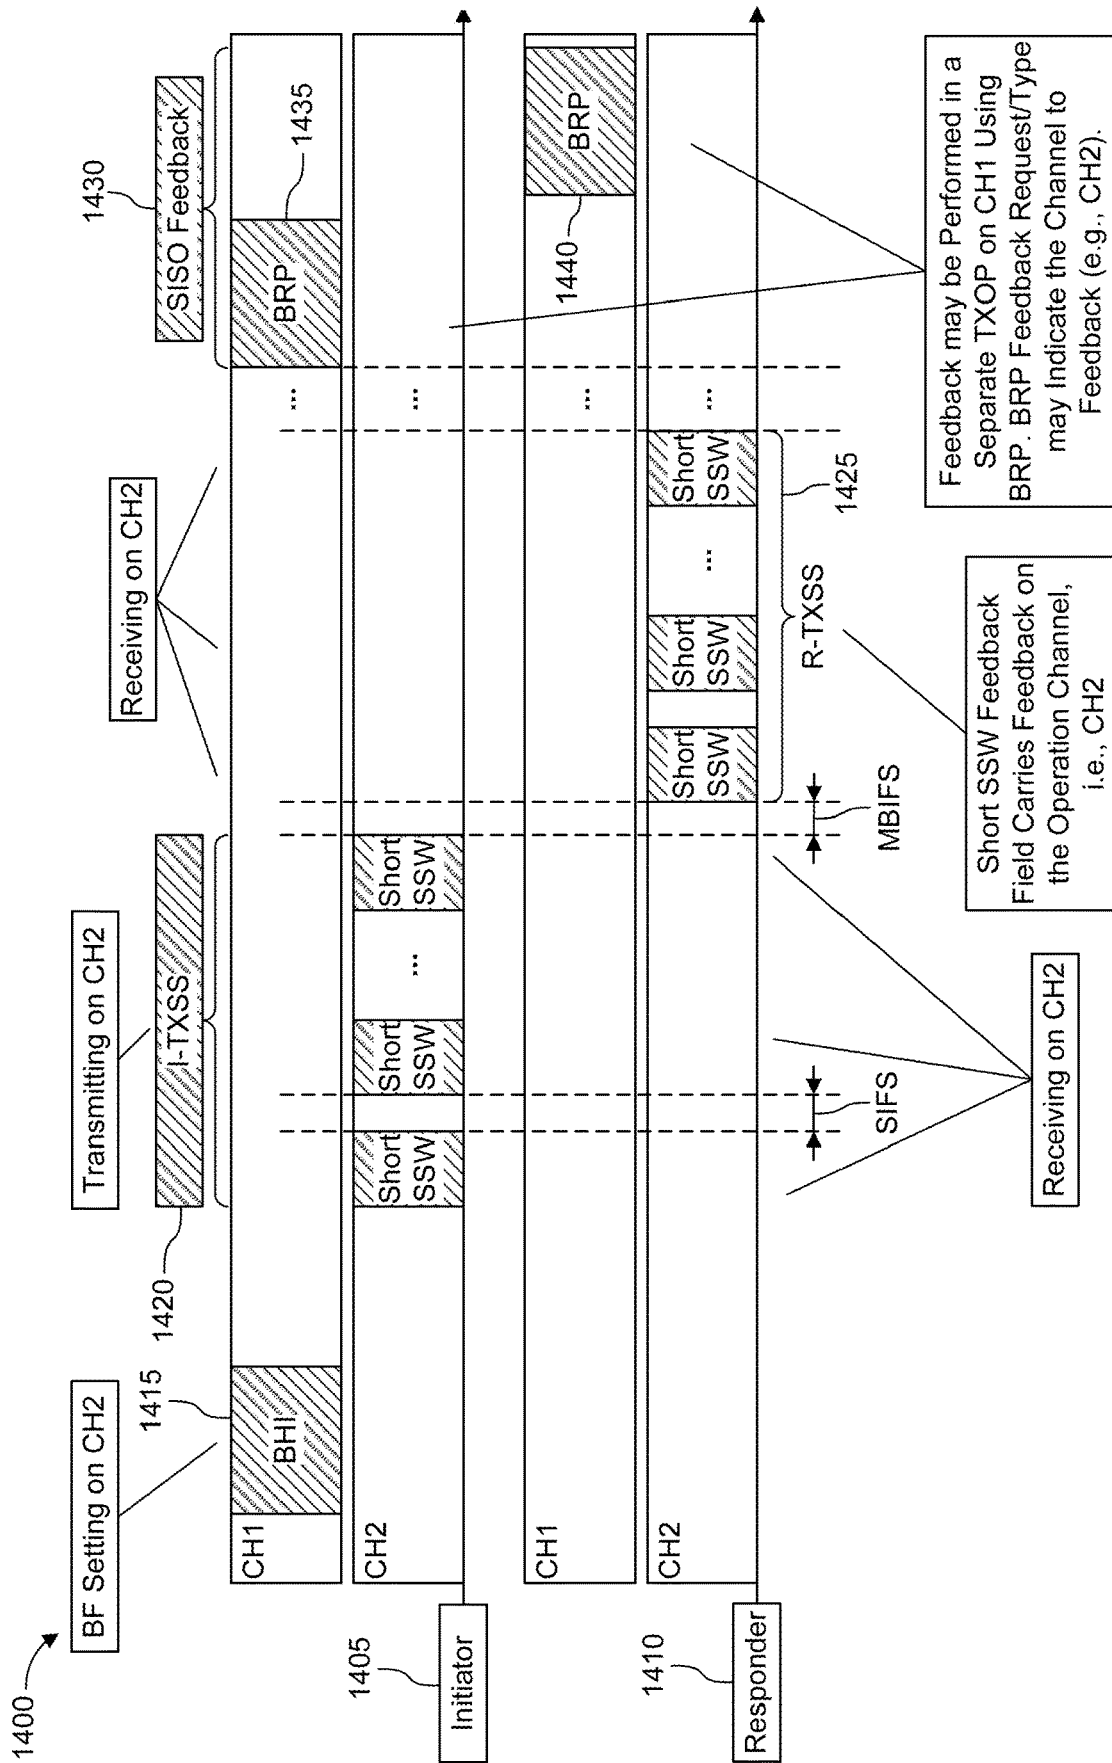 1400
BF Setting on CH2
Transmitting on CH2
Receiving on CH2
1415
1420
I-TXSS
1430
SISO Feedback
1435
CH1
BHI
...
BRP
CH2
Short
SSW
Short
SSW
...
Short
SSW
...
1405
Initiator
CH1
...
1440
BRP
CH2
Short
SSW
Short
SSW
...
Short
SSW
...
1410
Responder
SIFS
MBIFS
R-TXSS
1425
Receiving on CH2
Short SSW Feedback
Field Carries Feedback on
the Operation Channel,
i.e., CH2
Feedback may be Performed in a
Separate TXOP on CH1 Using
BRP. BRP Feedback Request/Type
may Indicate the Channel to
Feedback (e.g., CH2).